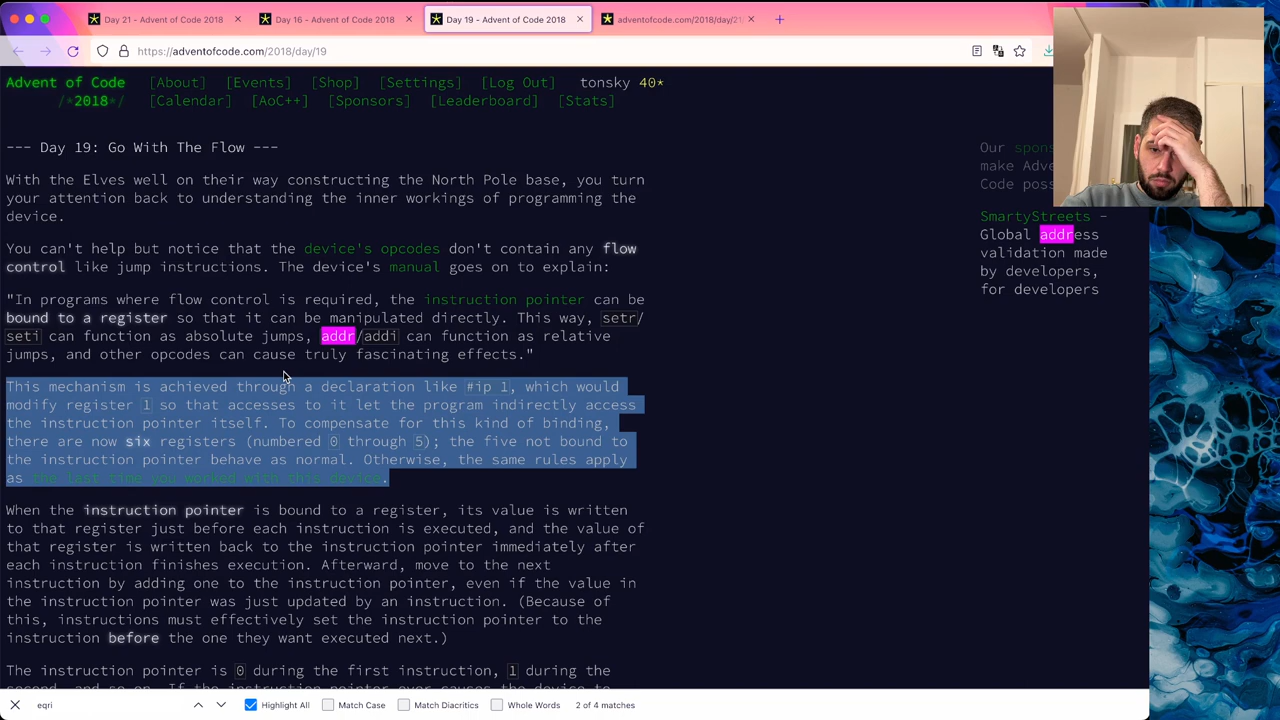 Day 21 - Advent of Code 2018
Day 16 - Advent of Code 2018
Day 19 - Advent of Code 2018
adventofcode.com/2018/day/21
https://adventofcode.com/2018/day/19
Advent of Code [About] [Events] [Shop] [Settings] [Log Out] tonsky 40*
/*2018*/ [Calendar] [AoC++] [Sponsors] [Leaderboard] [Stats]
--- Day 19: Go With The Flow ---
With the Elves well on their way constructing the North Pole base, you turn
your attention back to understanding the inner workings of programming the
device.
You can't help but notice that the device's opcodes don't contain any flow
control like jump instructions. The device's manual goes on to explain:
"In programs where flow control is required, the instruction pointer can be
bound to a register so that it can be manipulated directly. This way, setr/
seti can function as absolute jumps, addr/addi can function as relative
jumps, and other opcodes can cause truly fascinating effects."
This mechanism is achieved through a declaration like #ip 1, which would
modify register 1 so that accesses to it let the program indirectly access
the instruction pointer itself. To compensate for this kind of binding,
there are now six registers (numbered 0 through 5); the five not bound to
the instruction pointer behave as normal. Otherwise, the same rules apply
as the last time you worked with this device.
When the instruction pointer is bound to a register, its value is written
to that register just before each instruction is executed, and the value of
that register is written back to the instruction pointer immediately after
each instruction finishes execution. Afterward, move to the next
instruction by adding one to the instruction pointer, even if the value in
the instruction pointer was just updated by an instruction. (Because of
this, instructions must effectively set the instruction pointer to the
instruction before the one they want executed next.)
The instruction pointer is 0 during the first instruction, 1 during the
Our spons
make Adve
Code poss
SmartyStreets -
Global address
validation made
by developers,
for developers
eqri
Highlight All
Match Case
Match Diacritics
Whole Words
2 of 4 matches